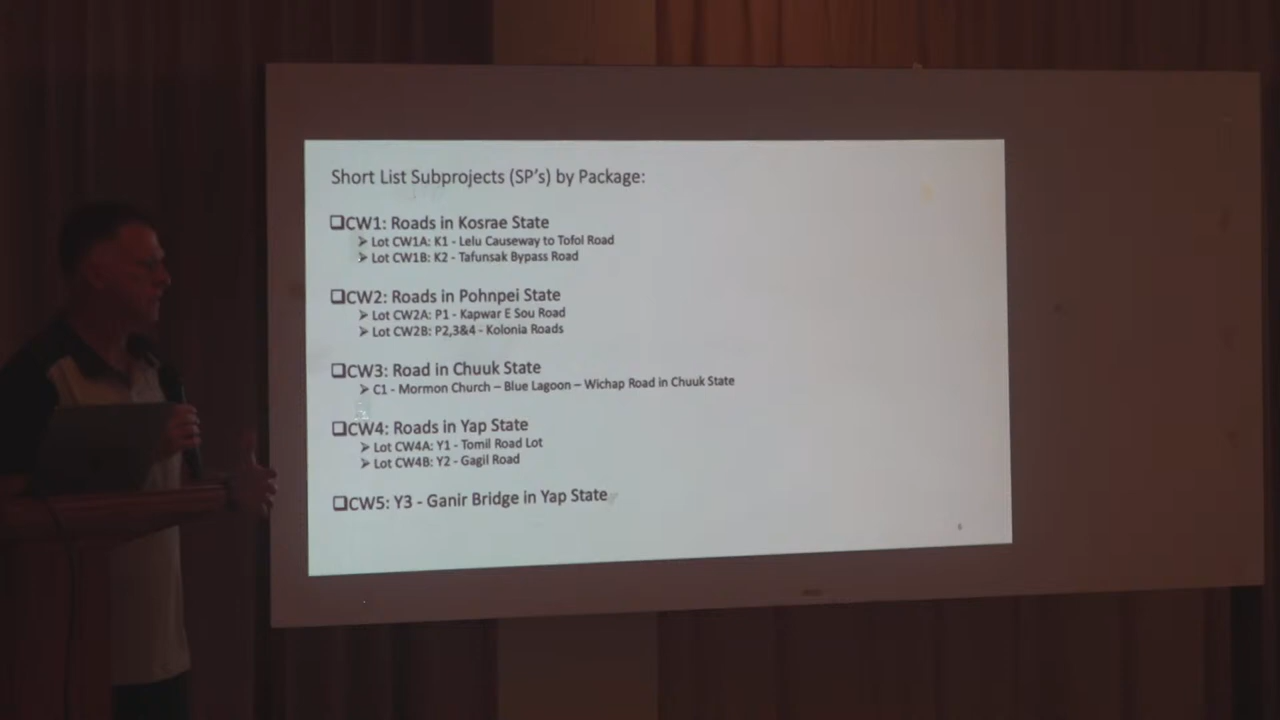 Short List Subprojects (SP's) by Package:
❑CW1: Roads in Kosrae State
➢ Lot CW1A: K1 - Lelu Causeway to Tofol Road
➢ Lot CW1B: K2 - Tafunsak Bypass Road
❑CW2: Roads in Pohnpei State
➢ Lot CW2A: P1 - Kapwar E Sou Road
➢ Lot CW2B: P2,3&4 - Kolonia Roads
❑CW3: Road in Chuuk State
➢ C1 - Mormon Church – Blue Lagoon – Wichap Road in Chuuk State
❑CW4: Roads in Yap State
➢ Lot CW4A: Y1 - Tomil Road Lot
➢ Lot CW4B: Y2 - Gagil Road
❑CW5: Y3 - Ganir Bridge in Yap State